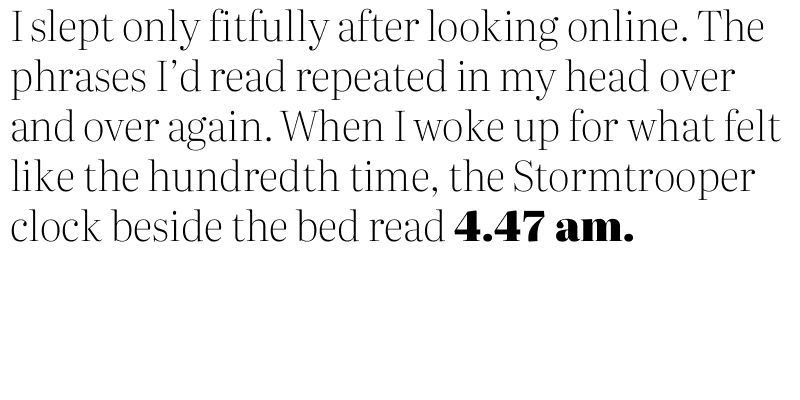 I slept only fitfully after looking online. The
phrases I’d read repeated in my head over
and over again. When I woke up for what felt
like the hundredth time, the Stormtrooper
clock beside the bed read 4.47 am.